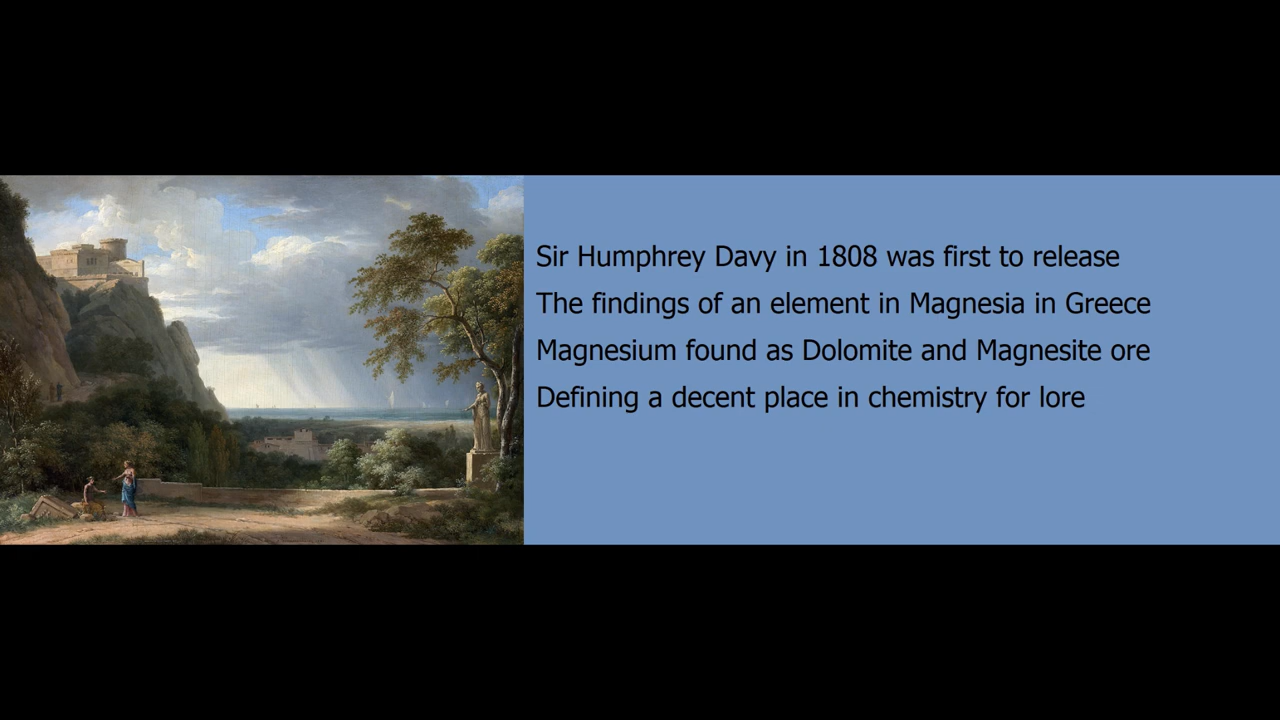 Sir Humphrey Davy in 1808 was first to release
The findings of an element in Magnesia in Greece
Magnesium found as Dolomite and Magnesite ore
Defining a decent place in chemistry for lore